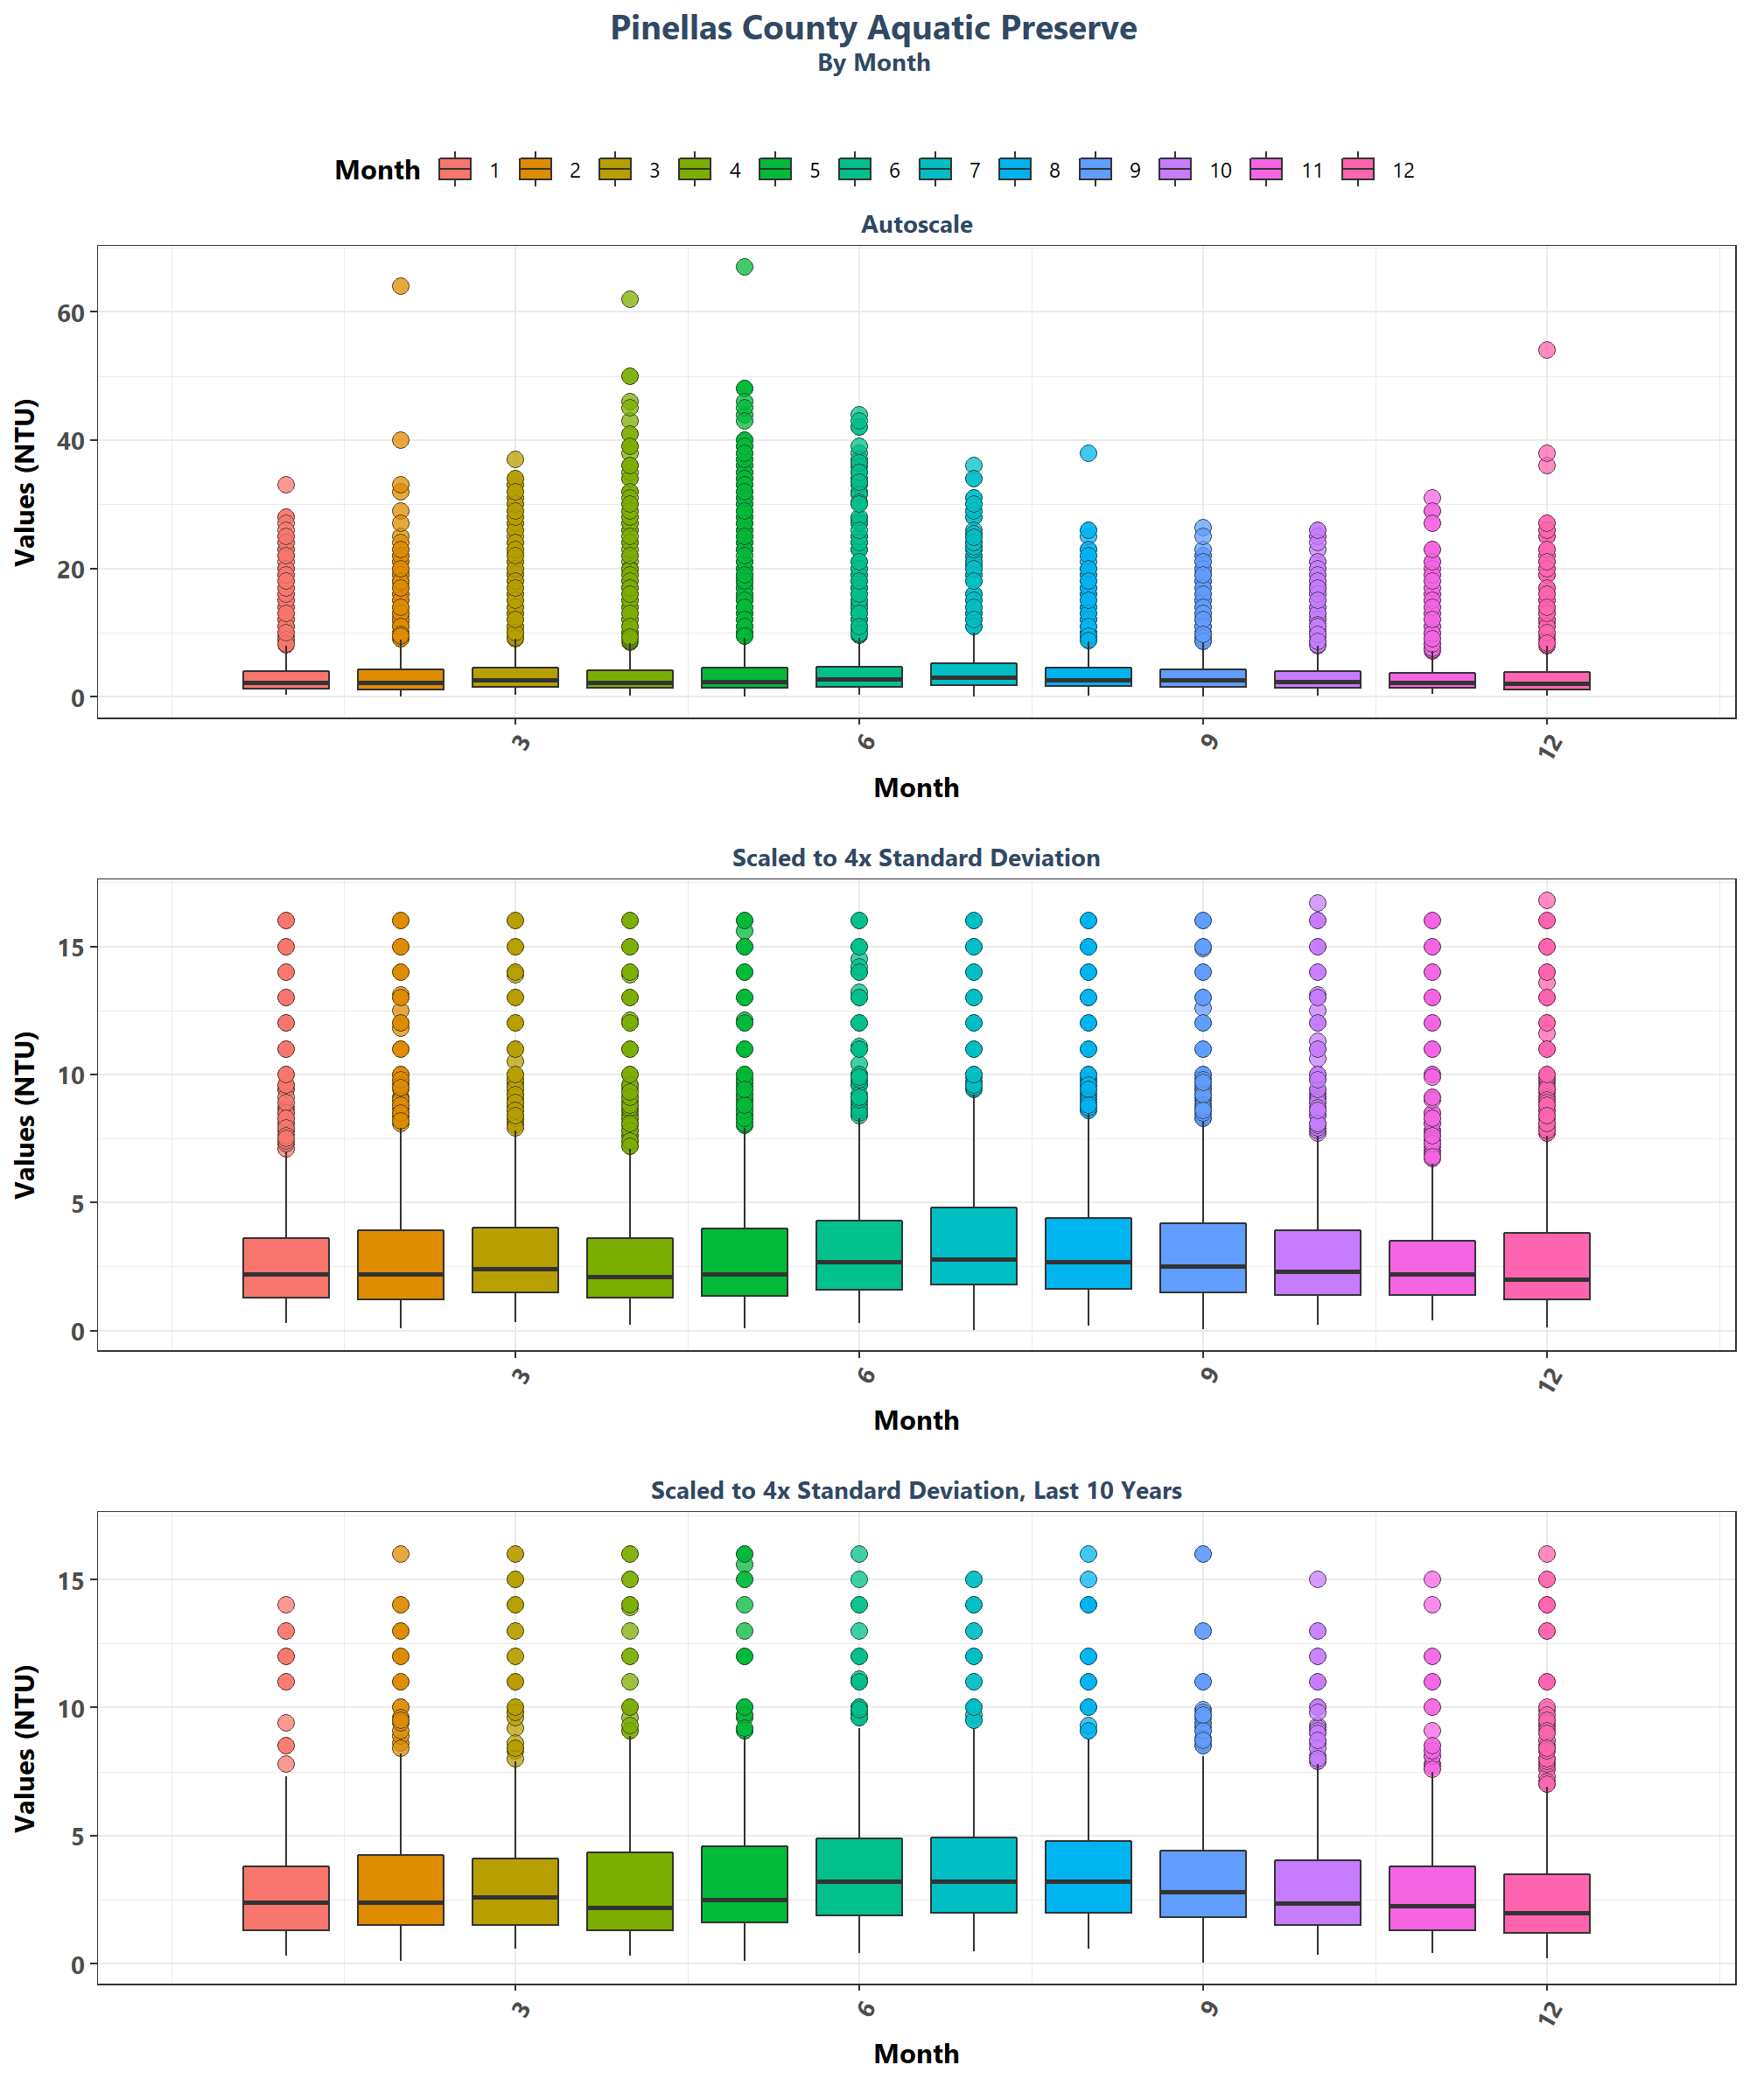 Pinellas County Aquatic Preserve
By Month
Month 1 2 3 4 5 6 7 8 9 10 11 12
Autoscale
Values (NTU)
60
40
20
0
3 6 9 12
Month
Scaled to 4x Standard Deviation
Values (NTU)
15
10
5
0
3 6 9 12
Month
Scaled to 4x Standard Deviation, Last 10 Years
Values (NTU)
15
10
5
0
3 6 9 12
Month